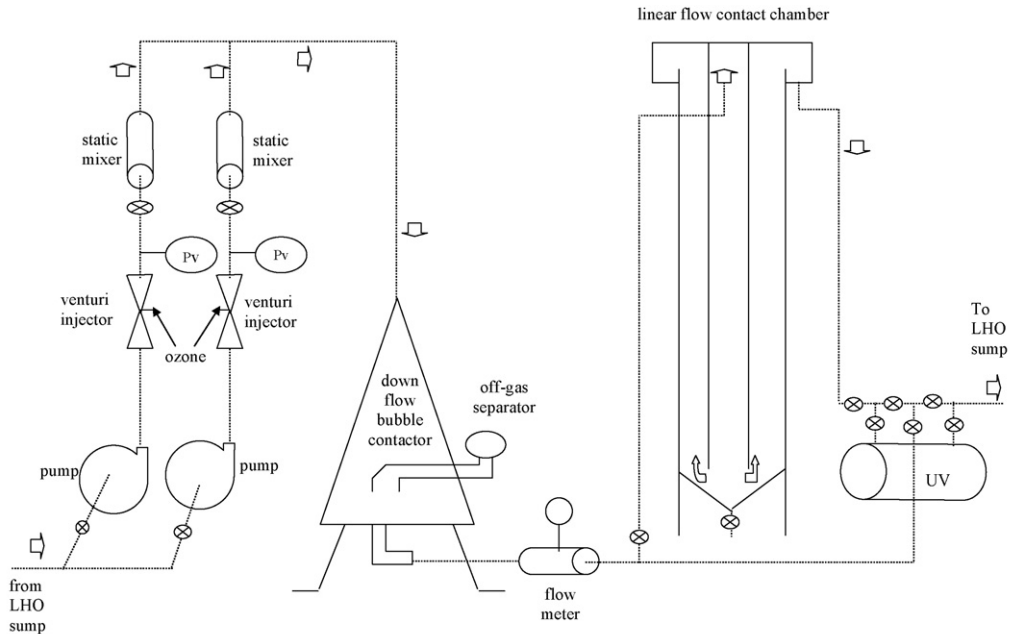 linear flow contact chamber
static
mixer
static
mixer
Pv
Pv
venturi
injector
venturi
injector
ozone
down
flow
bubble
contactor
off-gas
separator
To
LHO
sump
pump
pump
UV
from
LHO
sump
flow
meter